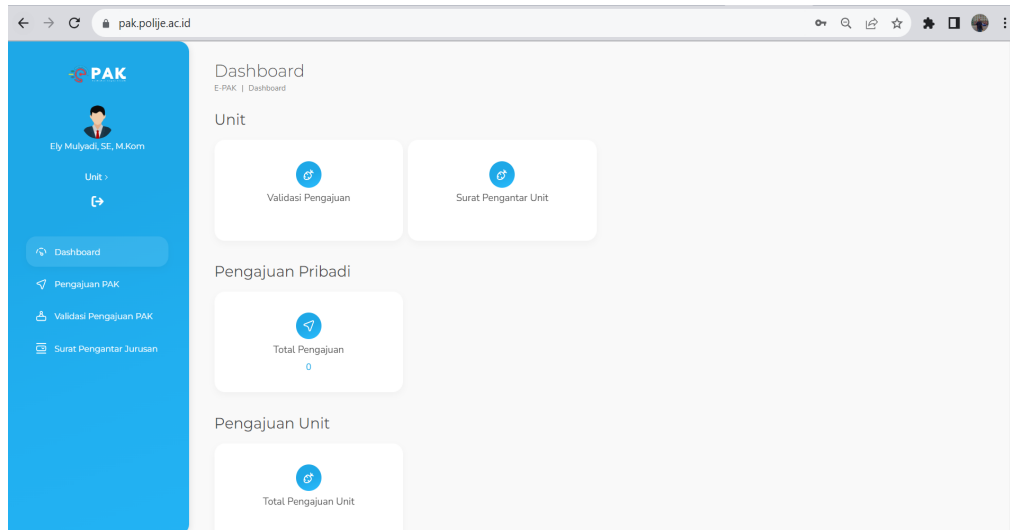 pak.polije.ac.id
e PAK
Ely Mulyadi, SE, M.Kom
Unit >
Dashboard
Pengajuan PAK
Validasi Pengajuan PAK
Surat Pengantar Jurusan
Dashboard
E-PAK | Dashboard
Unit
Validasi Pengajuan
Surat Pengantar Unit
Pengajuan Pribadi
Total Pengajuan
0
Pengajuan Unit
Total Pengajuan Unit